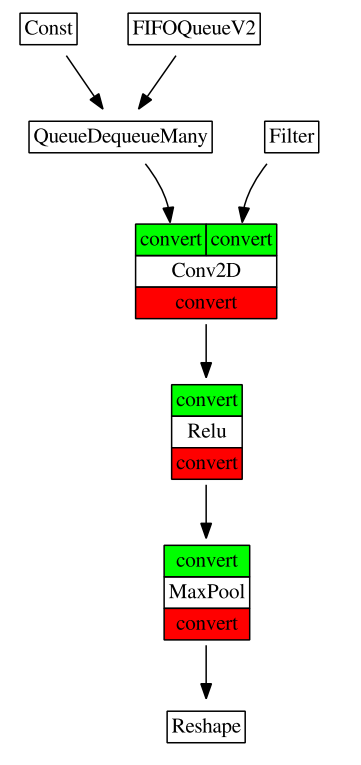 Const FIFOQueueV2
QueueDequeueMany Filter
convert convert
Conv2D
convert
convert
Relu
convert
convert
MaxPool
convert
Reshape